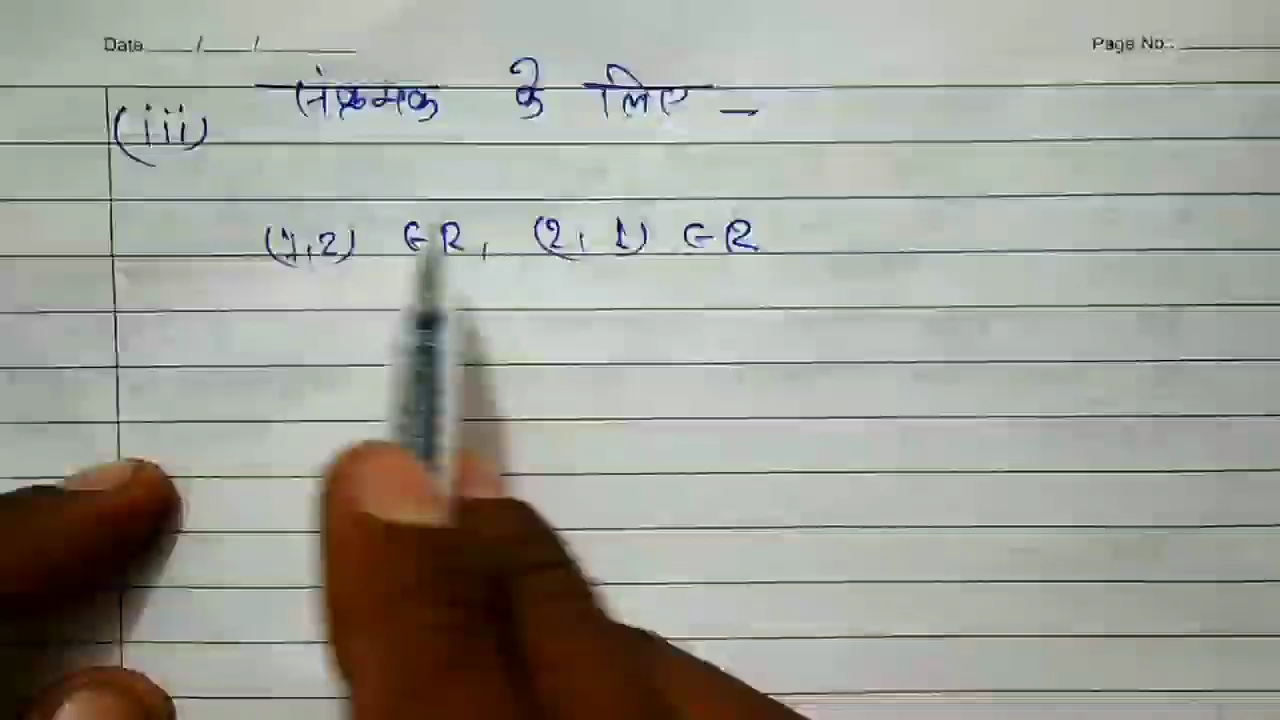 Date ___/___/______ Page No.: ______
(iii) संक्रमक के लिए –
(1,2) ∈ R, (2,1) ∈ R